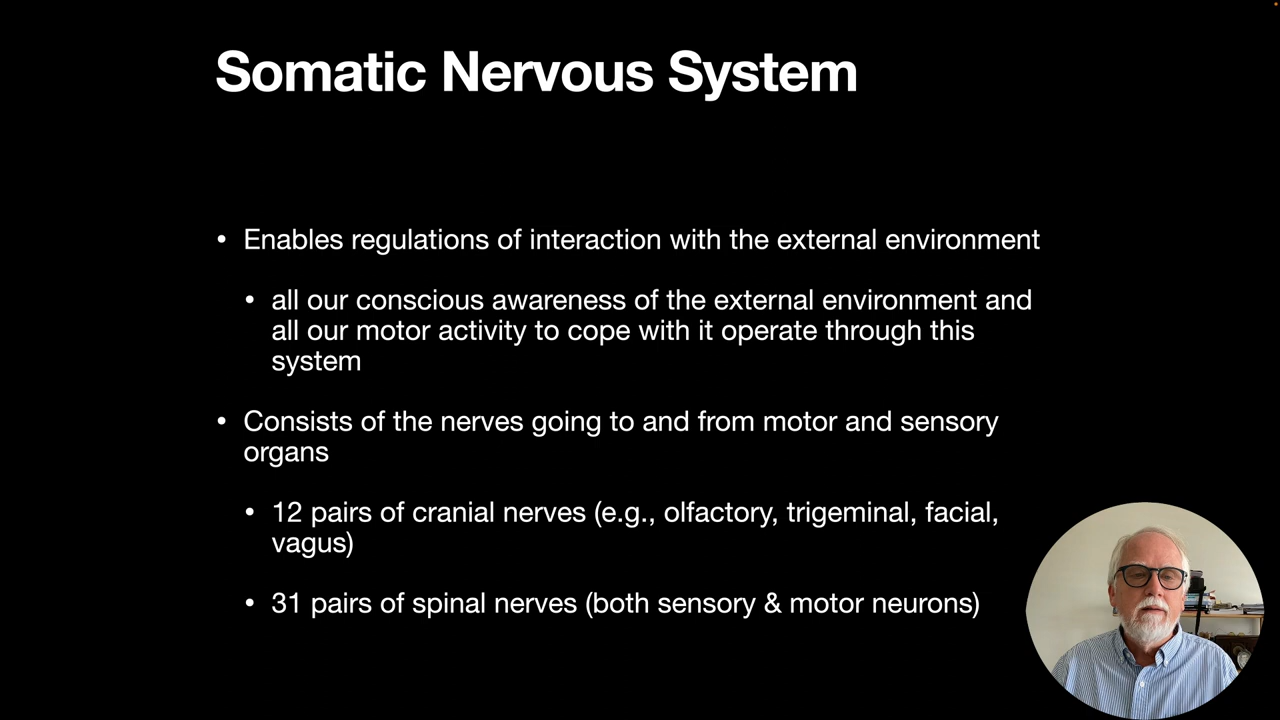 Somatic Nervous System
• Enables regulations of interaction with the external environment
• all our conscious awareness of the external environment and
all our motor activity to cope with it operate through this
system
• Consists of the nerves going to and from motor and sensory
organs
• 12 pairs of cranial nerves (e.g., olfactory, trigeminal, facial,
vagus)
• 31 pairs of spinal nerves (both sensory & motor neurons)